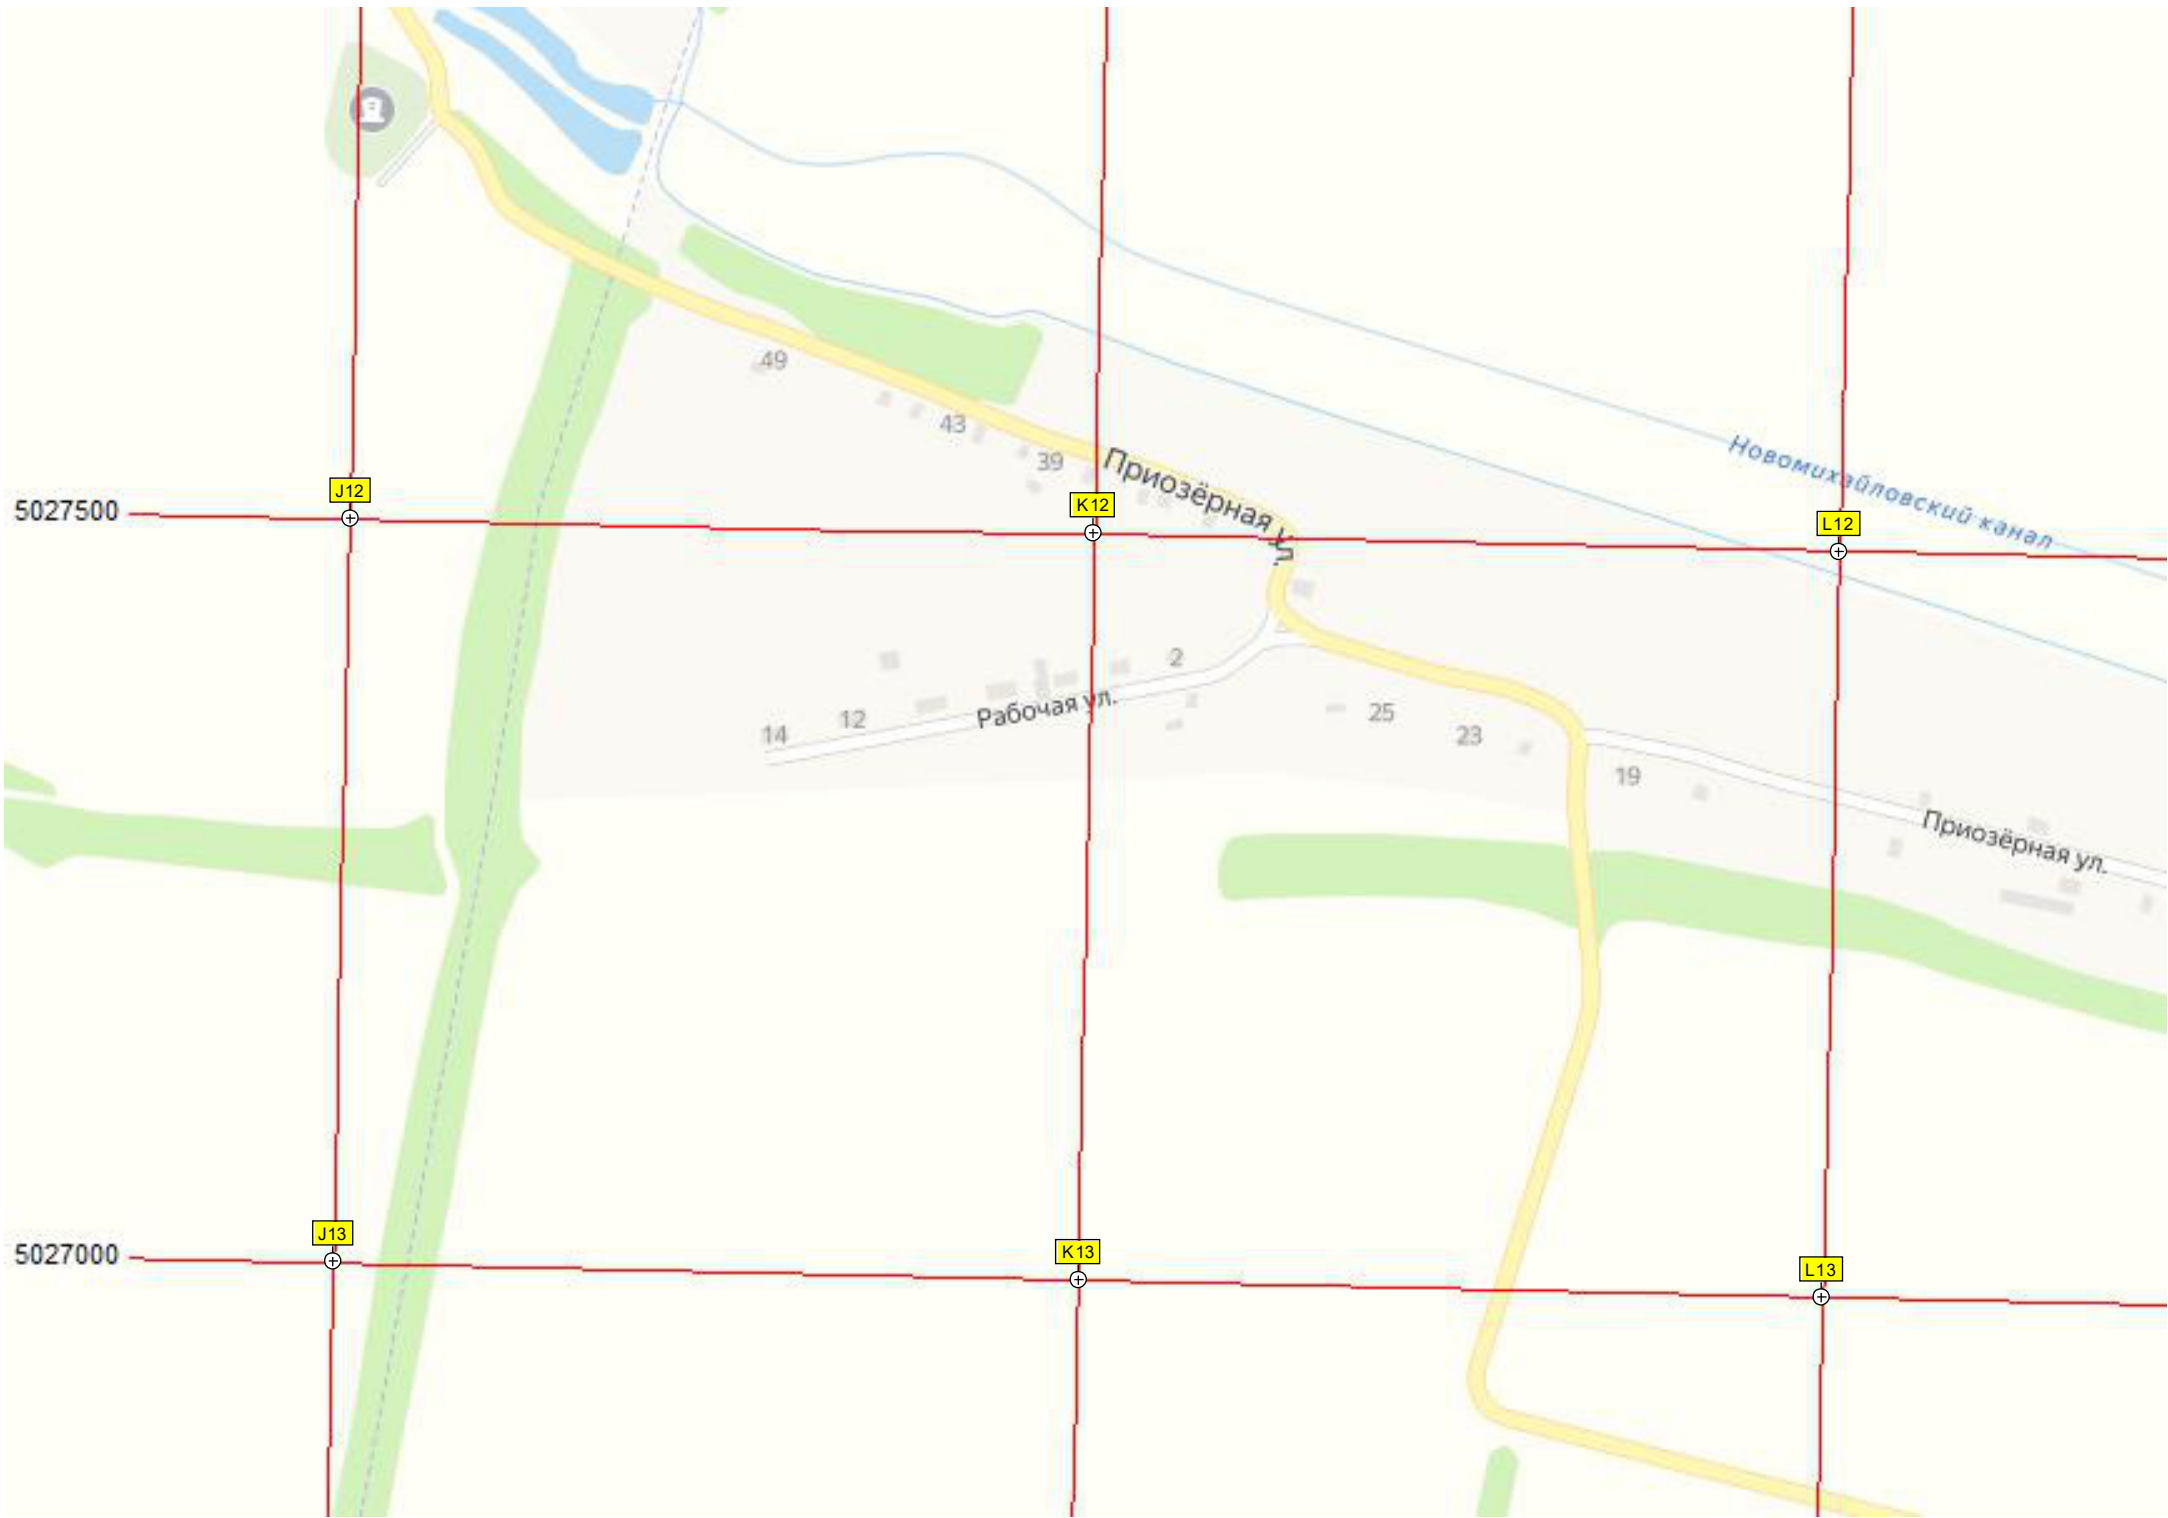 49
43
39
Приозёрная ул.
Новомихайловский канал
J12
K12
L12
5027500
2
Рабочая ул.
14
12
25
23
19
Приозёрная ул.
J13
K13
L13
5027000